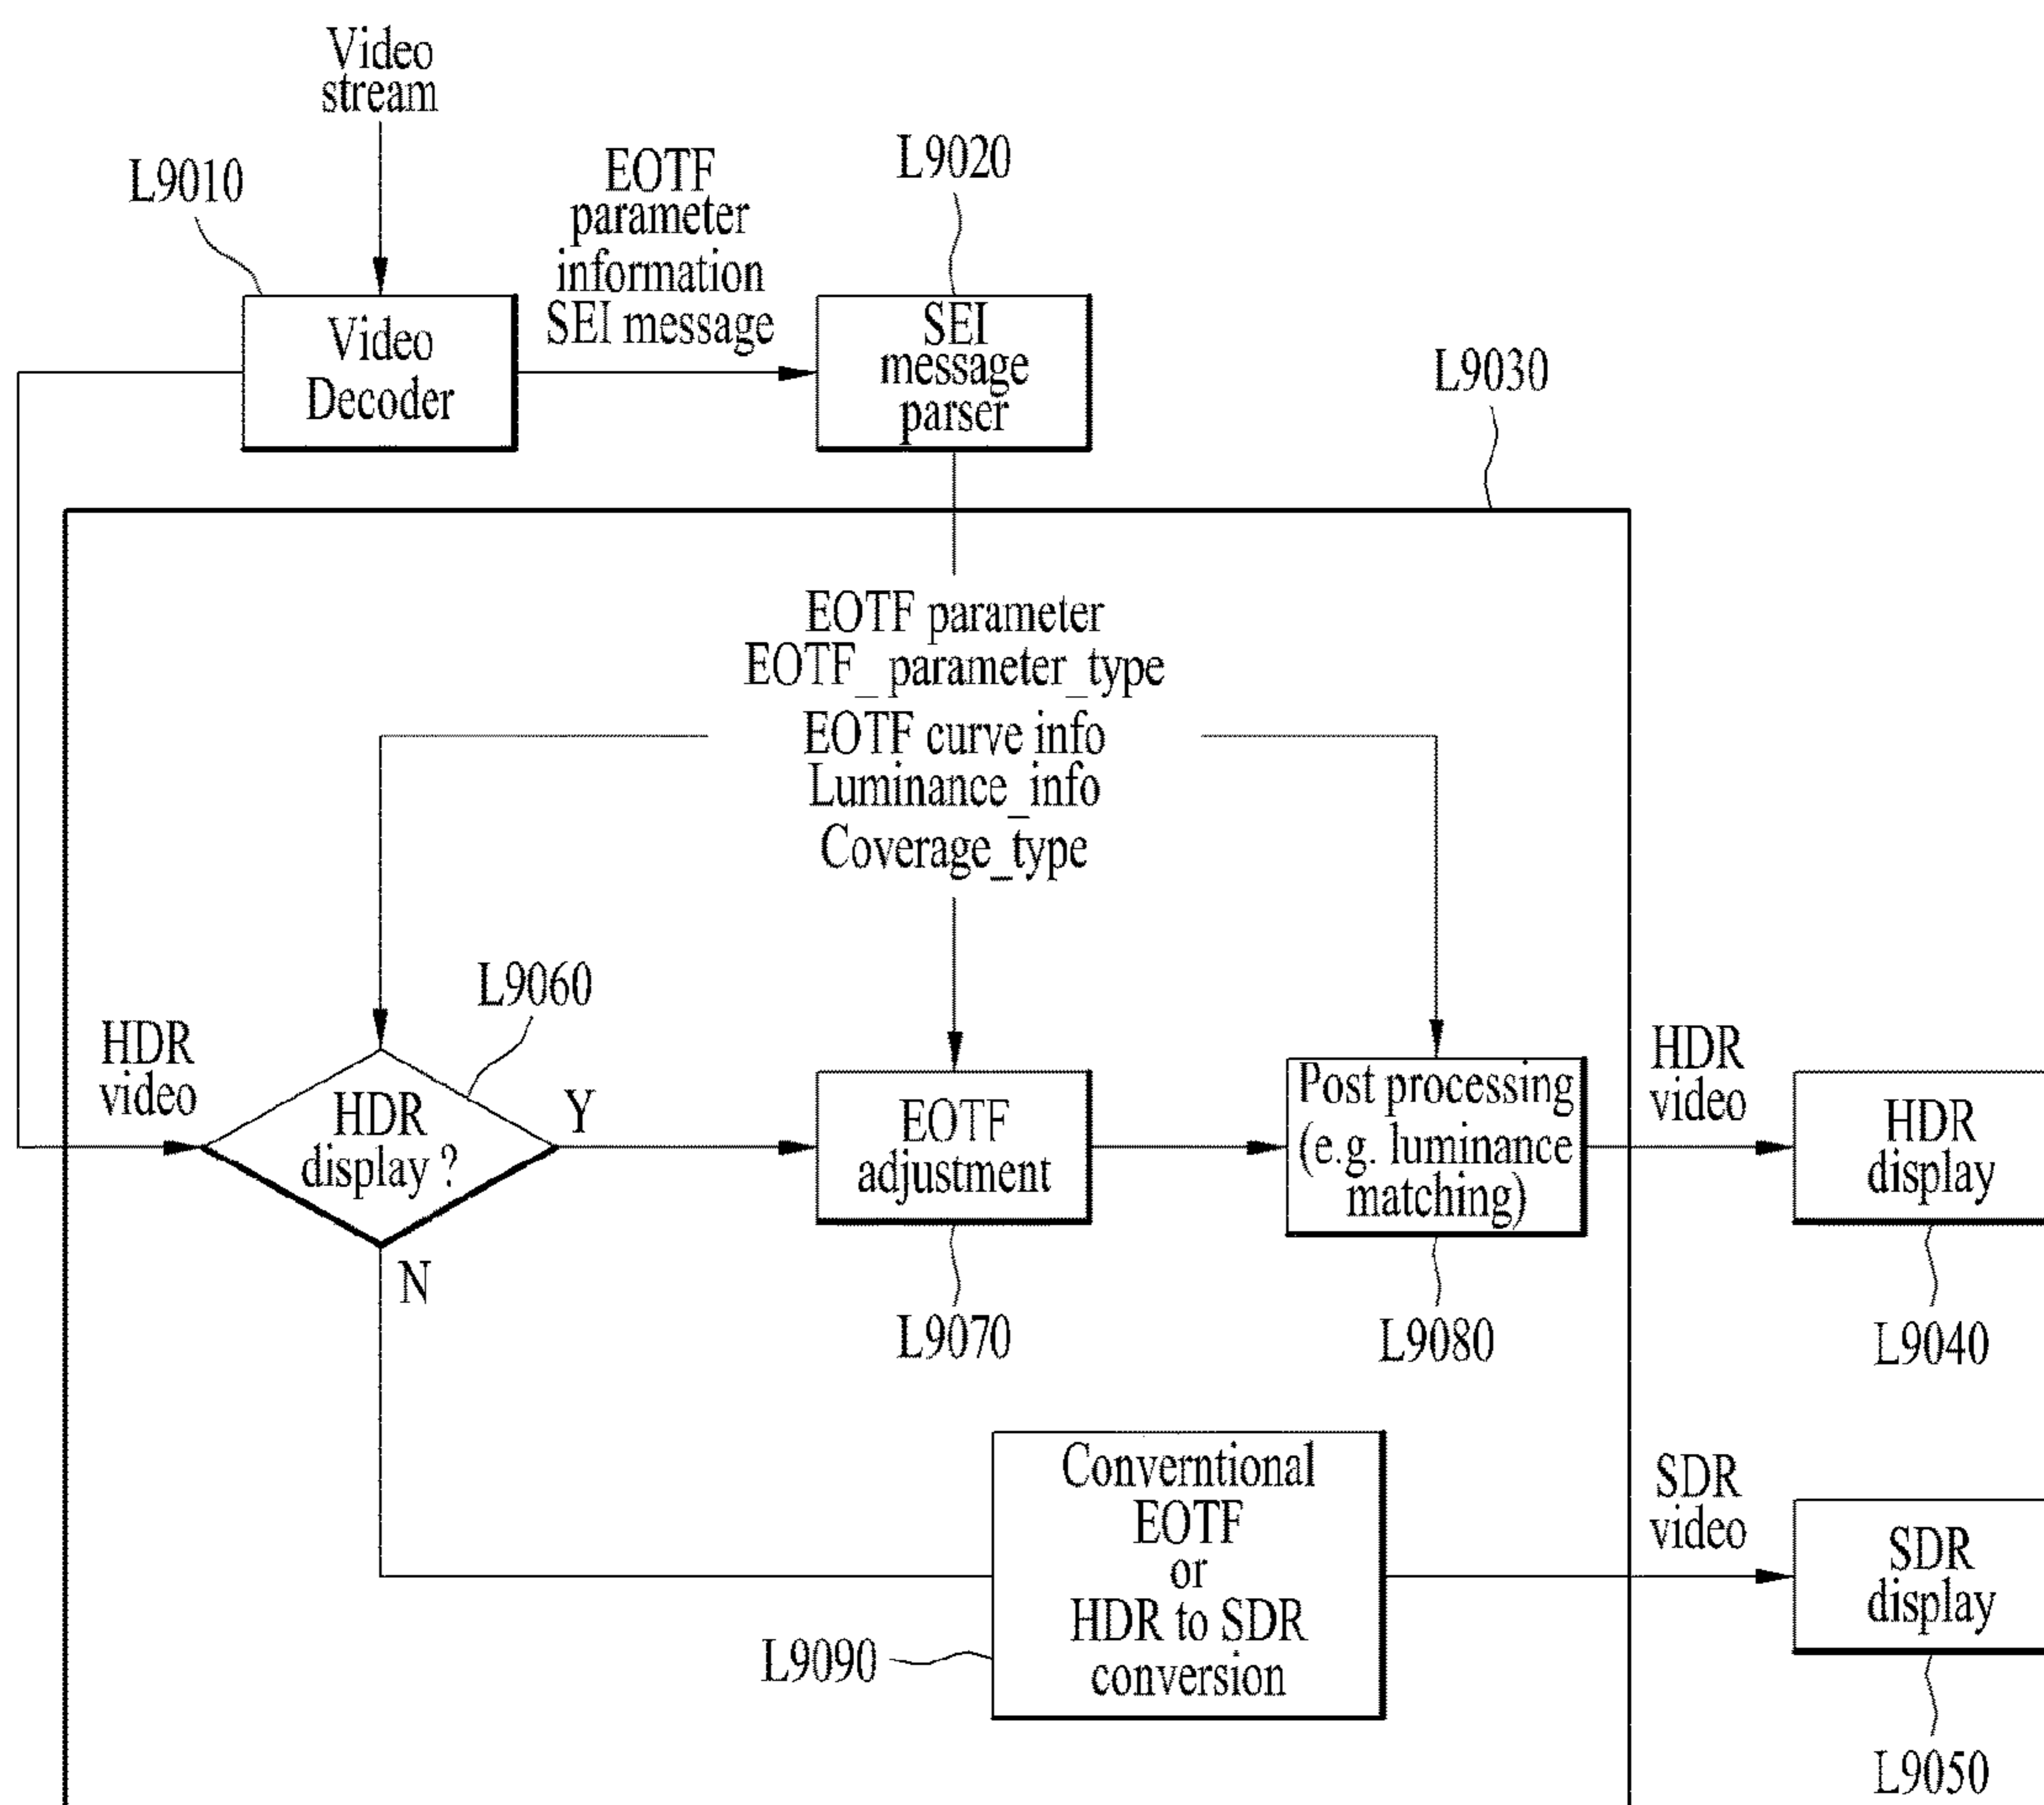 Video
stream
L9010
EOTF
parameter
information
SEI message
L9020
Video
Decoder
SEI
message
parser
L9030
EOTF parameter
EOTF_ parameter_type
EOTF curve info
Luminance_info
Coverage_type
L9060
HDR
video
HDR
display ?
Y
N
EOTF
adjustment
L9070
Post processing
(e.g. luminance
matching)
L9080
HDR
video
HDR
display
L9040
Converntional
EOTF
or
HDR to SDR
conversion
L9090
SDR
video
SDR
display
L9050